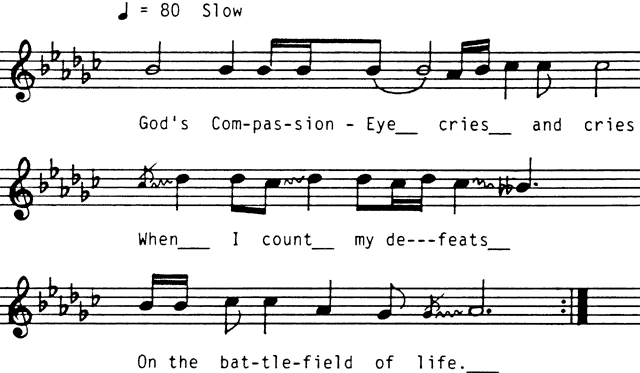 ♩ = 80 Slow
God's Com-pas-sion - Eye__ cries__ and cries
When___ I count__ my de---feats__
On the bat-tle-field of life.___